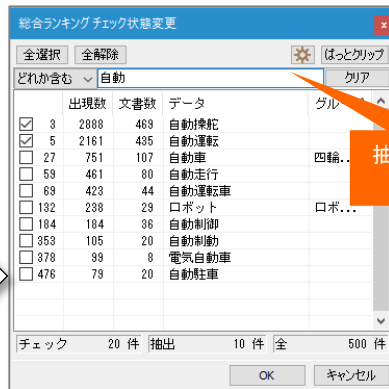 総合ランキング チェック状態変更 x
全選択 全解除 ぱっとクリップ
どれか含む 自動 クリア
出現数 文書数 データ グル
3 2888 469 自動操舵
5 2161 435 自動運転
27 751 107 自動車 四輪...
59 461 80 自動走行
69 423 44 自動運転車
132 238 29 ロボット ロボ...
184 184 36 自動制御
353 105 20 自動制動
378 99 8 電気自動車
476 79 20 自動駐車
抽
チェック 20 件 抽出 10 件 全 500 件
OK キャンセル